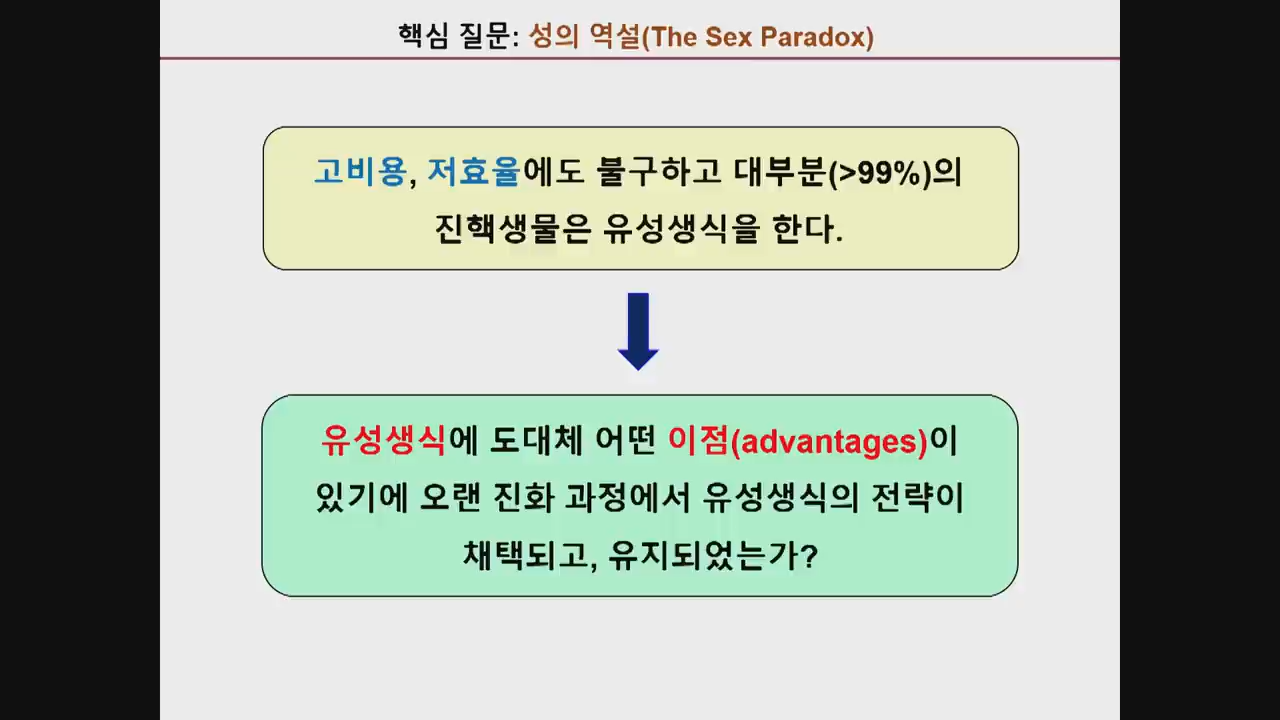 핵심 질문: 성의 역설(The Sex Paradox)
고비용, 저효율에도 불구하고 대부분(>99%)의
진핵생물은 유성생식을 한다.
유성생식에 도대체 어떤 이점(advantages)이
있기에 오랜 진화 과정에서 유성생식의 전략이
채택되고, 유지되었는가?